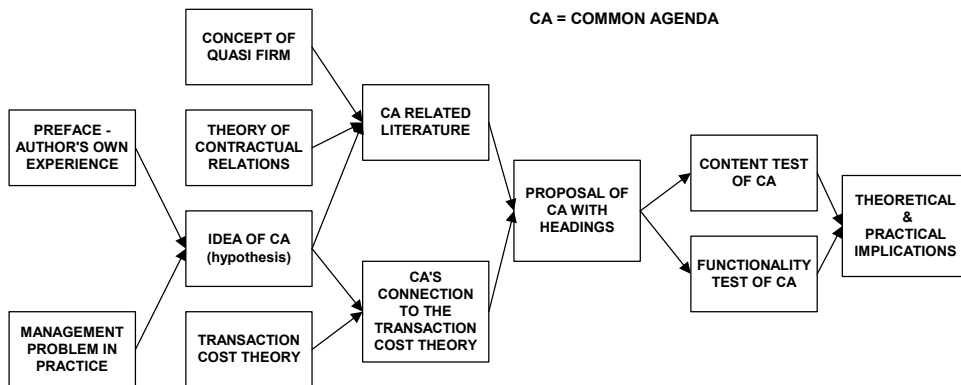 CA = COMMON AGENDA
CONCEPT OF
QUASI FIRM
PREFACE -
AUTHOR'S OWN
EXPERIENCE
THEORY OF
CONTRACTUAL
RELATIONS
CA RELATED
LITERATURE
IDEA OF CA
(hypothesis)
MANAGEMENT
PROBLEM IN
PRACTICE
TRANSACTION
COST THEORY
CA'S
CONNECTION
TO THE
TRANSACTION
COST THEORY
PROPOSAL OF
CA WITH
HEADINGS
CONTENT TEST
OF CA
FUNCTIONALITY
TEST OF CA
THEORETICAL
&
PRACTICAL
IMPLICATIONS